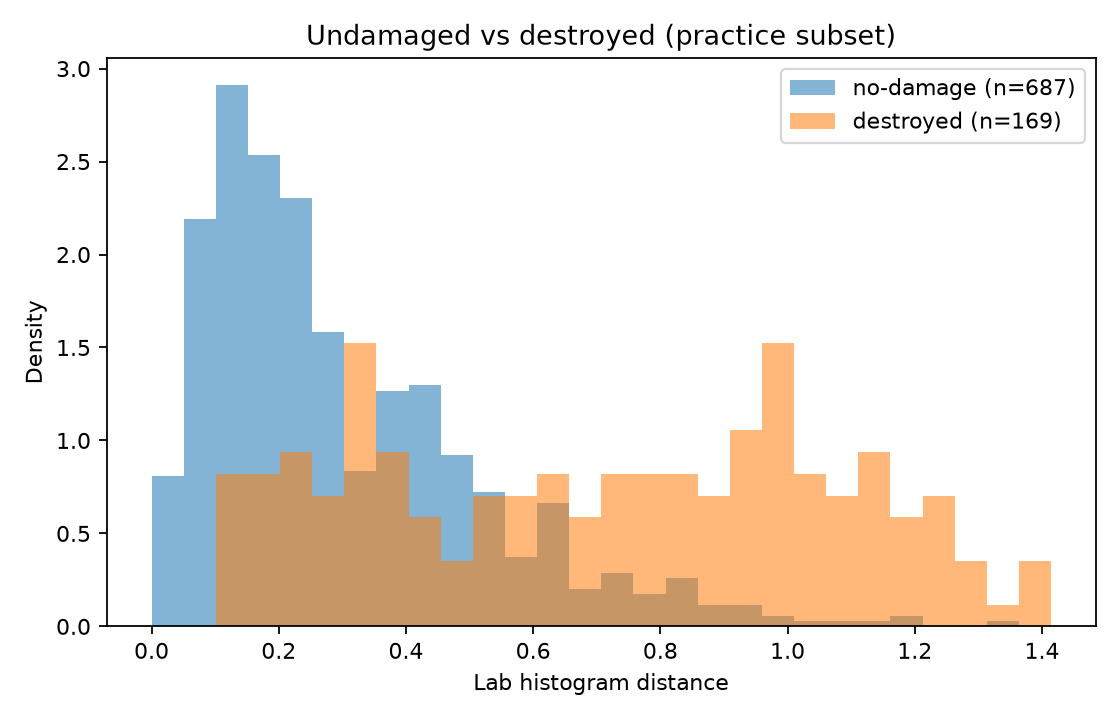 Undamaged vs destroyed (practice subset)
no-damage (n=687)
destroyed (n=169)
3.0
2.5
2.0
1.5
1.0
0.5
0.0
Density
0.0 0.2 0.4 0.6 0.8 1.0 1.2 1.4
Lab histogram distance